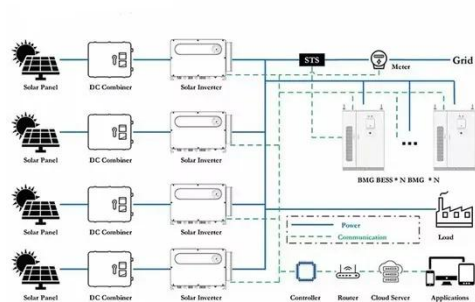 STS
Meter
Grid
Solar Panel
DC Combiner
Solar Inverter
Solar Panel
DC Combiner
Solar Inverter
BMG BESS * N BMG * N
Solar Panel
DC Combiner
Solar Inverter
Power
Communication
Load
Solar Panel
DC Combiner
Solar Inverter
Controller
Router
Cloud Server
Applications